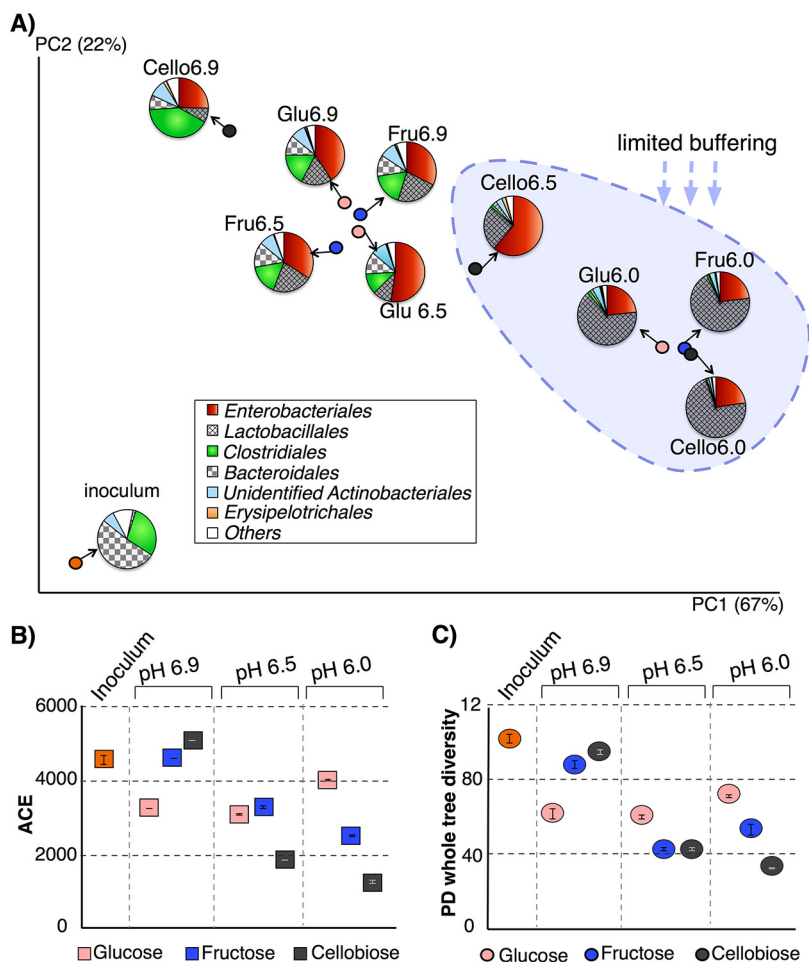 A)
PC2 (22%)
Cello6.9
Glu6.9
Fru6.9
limited buffering
Cello6.5
Fru6.5
Glu6.0
Fru6.0
Glu 6.5
Cello6.0
Enterobacteriales
Lactobacillales
Clostridiales
Bacteroidales
Unidentified Actinobacteriales
Erysipelotrichales
Others
inoculum
PC1 (67%)
B)
Inoculum
pH 6.9
pH 6.5
pH 6.0
6000
4000
2000
0
ACE
Glucose
Fructose
Cellobiose
C)
Inoculum
pH 6.9
pH 6.5
pH 6.0
12
80
40
0
PD whole tree diversity
Glucose
Fructose
Cellobiose